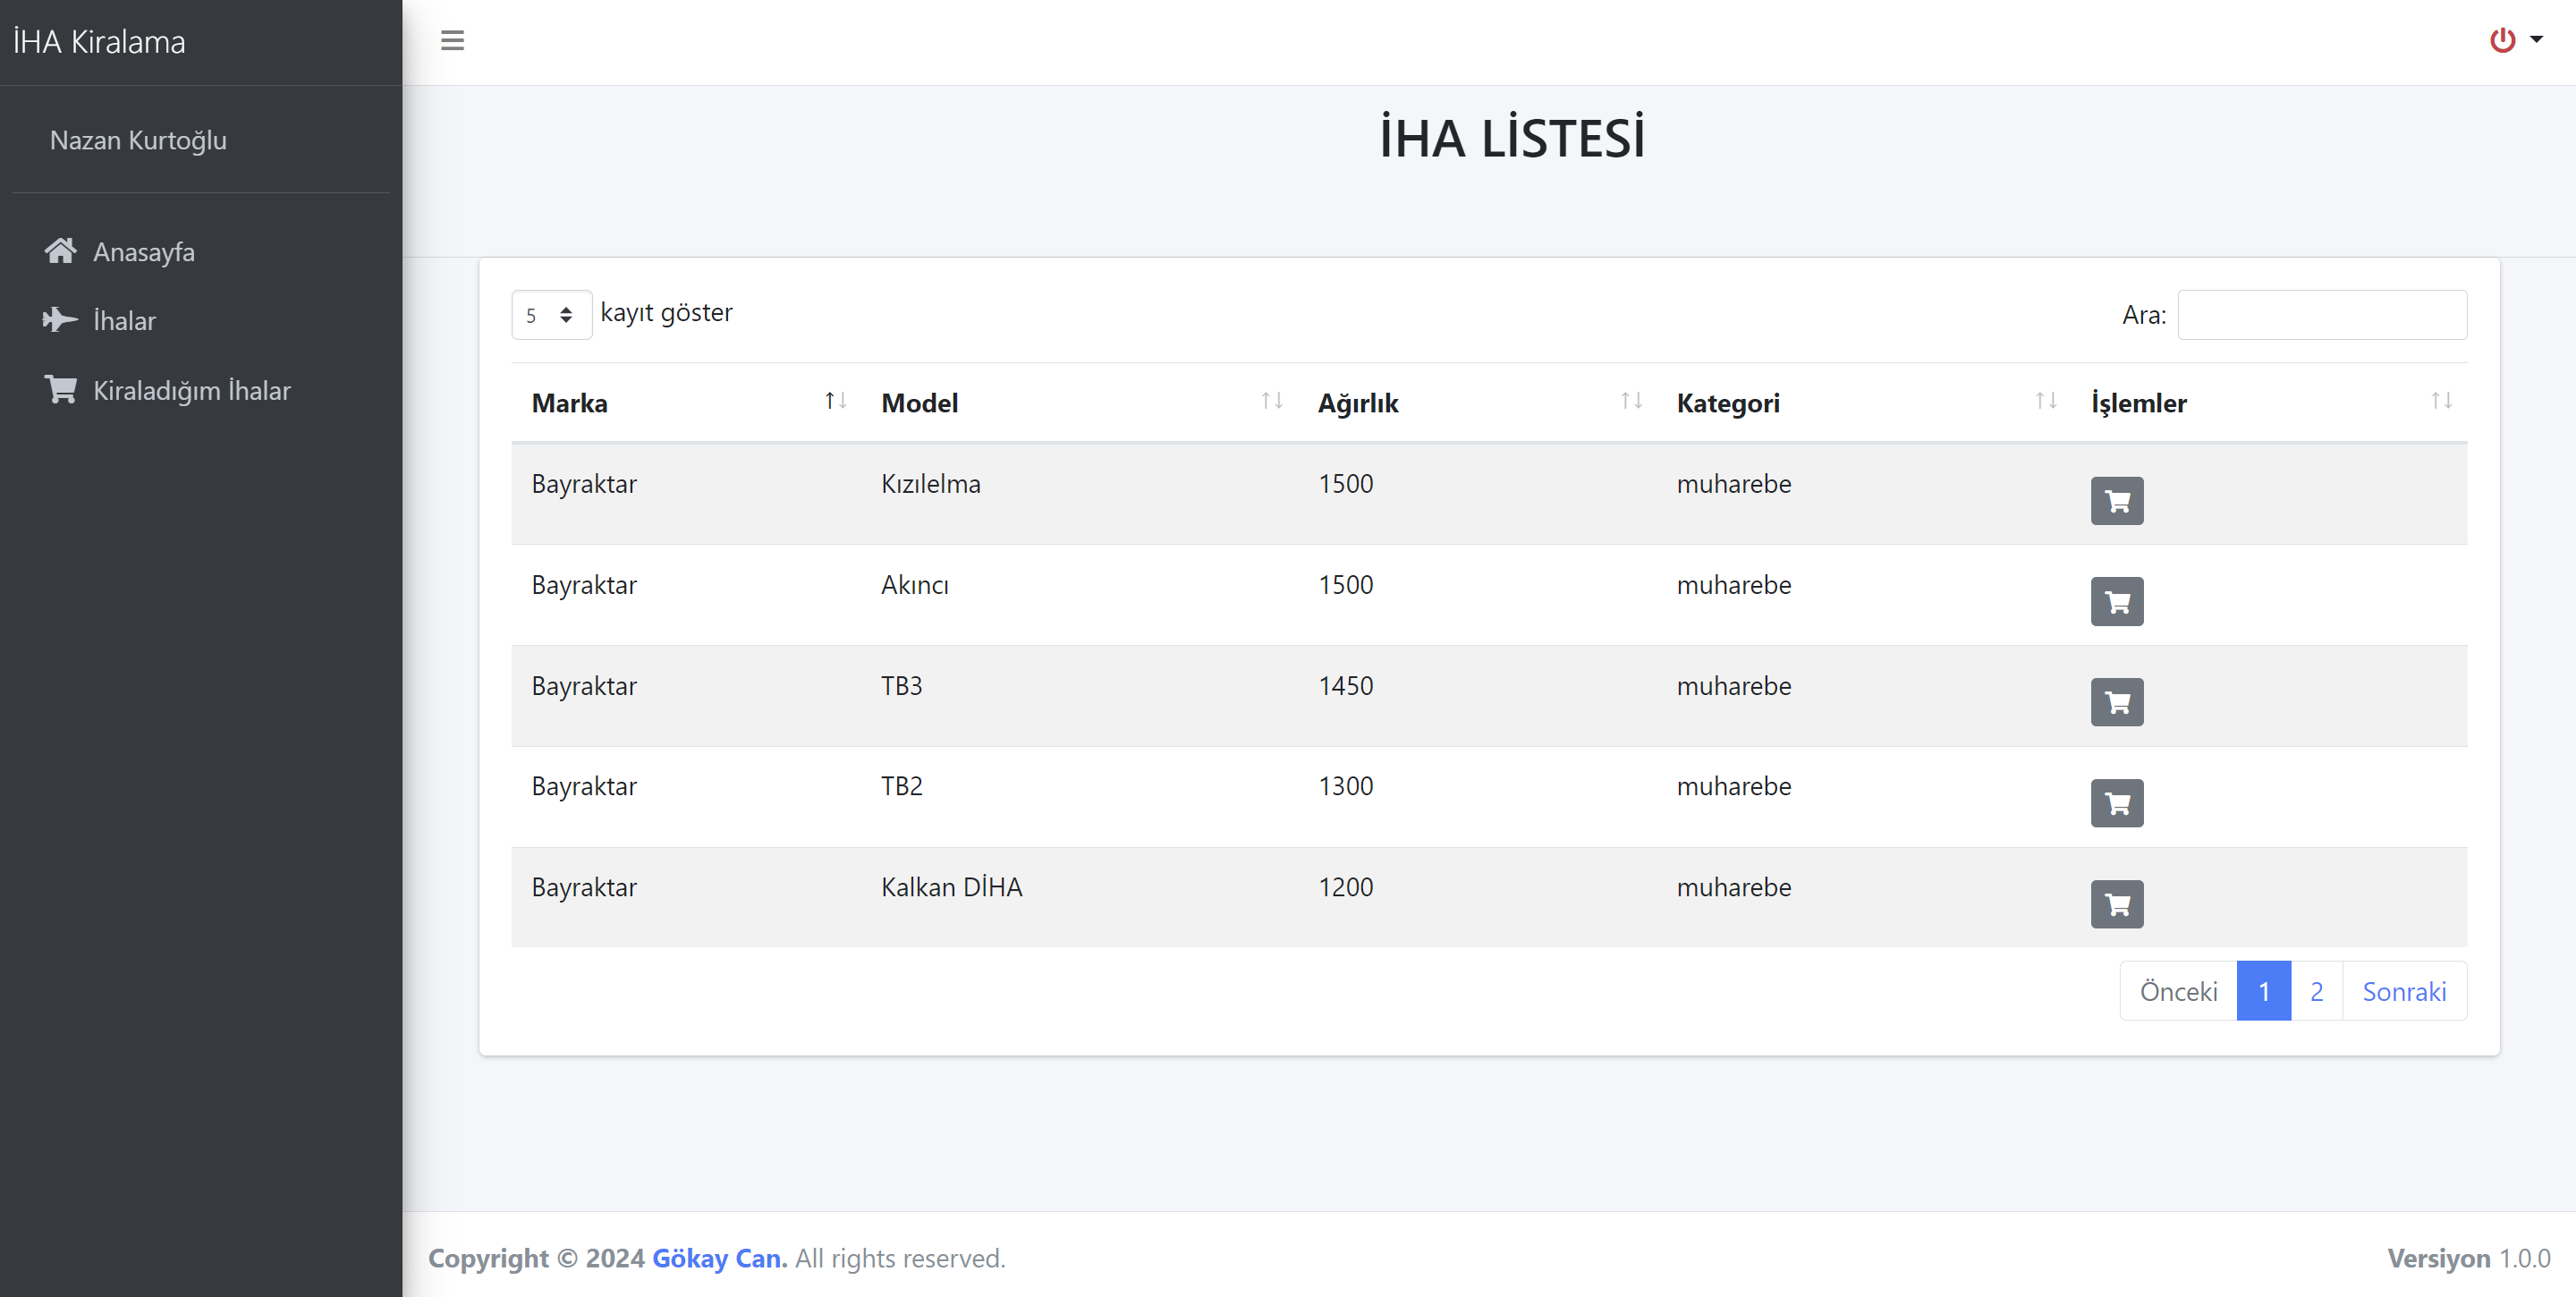 İHA Kiralama
Nazan Kurtoğlu
Anasayfa
İhalar
Kiraladığım İhalar
İHA LİSTESİ
5 kayıt göster
Ara:
Marka Model Ağırlık Kategori İşlemler
Bayraktar Kızılelma 1500 muharebe
Bayraktar Akıncı 1500 muharebe
Bayraktar TB3 1450 muharebe
Bayraktar TB2 1300 muharebe
Bayraktar Kalkan DİHA 1200 muharebe
Önceki 1 2 Sonraki
Copyright © 2024 Gökay Can. All rights reserved.
Versiyon 1.0.0